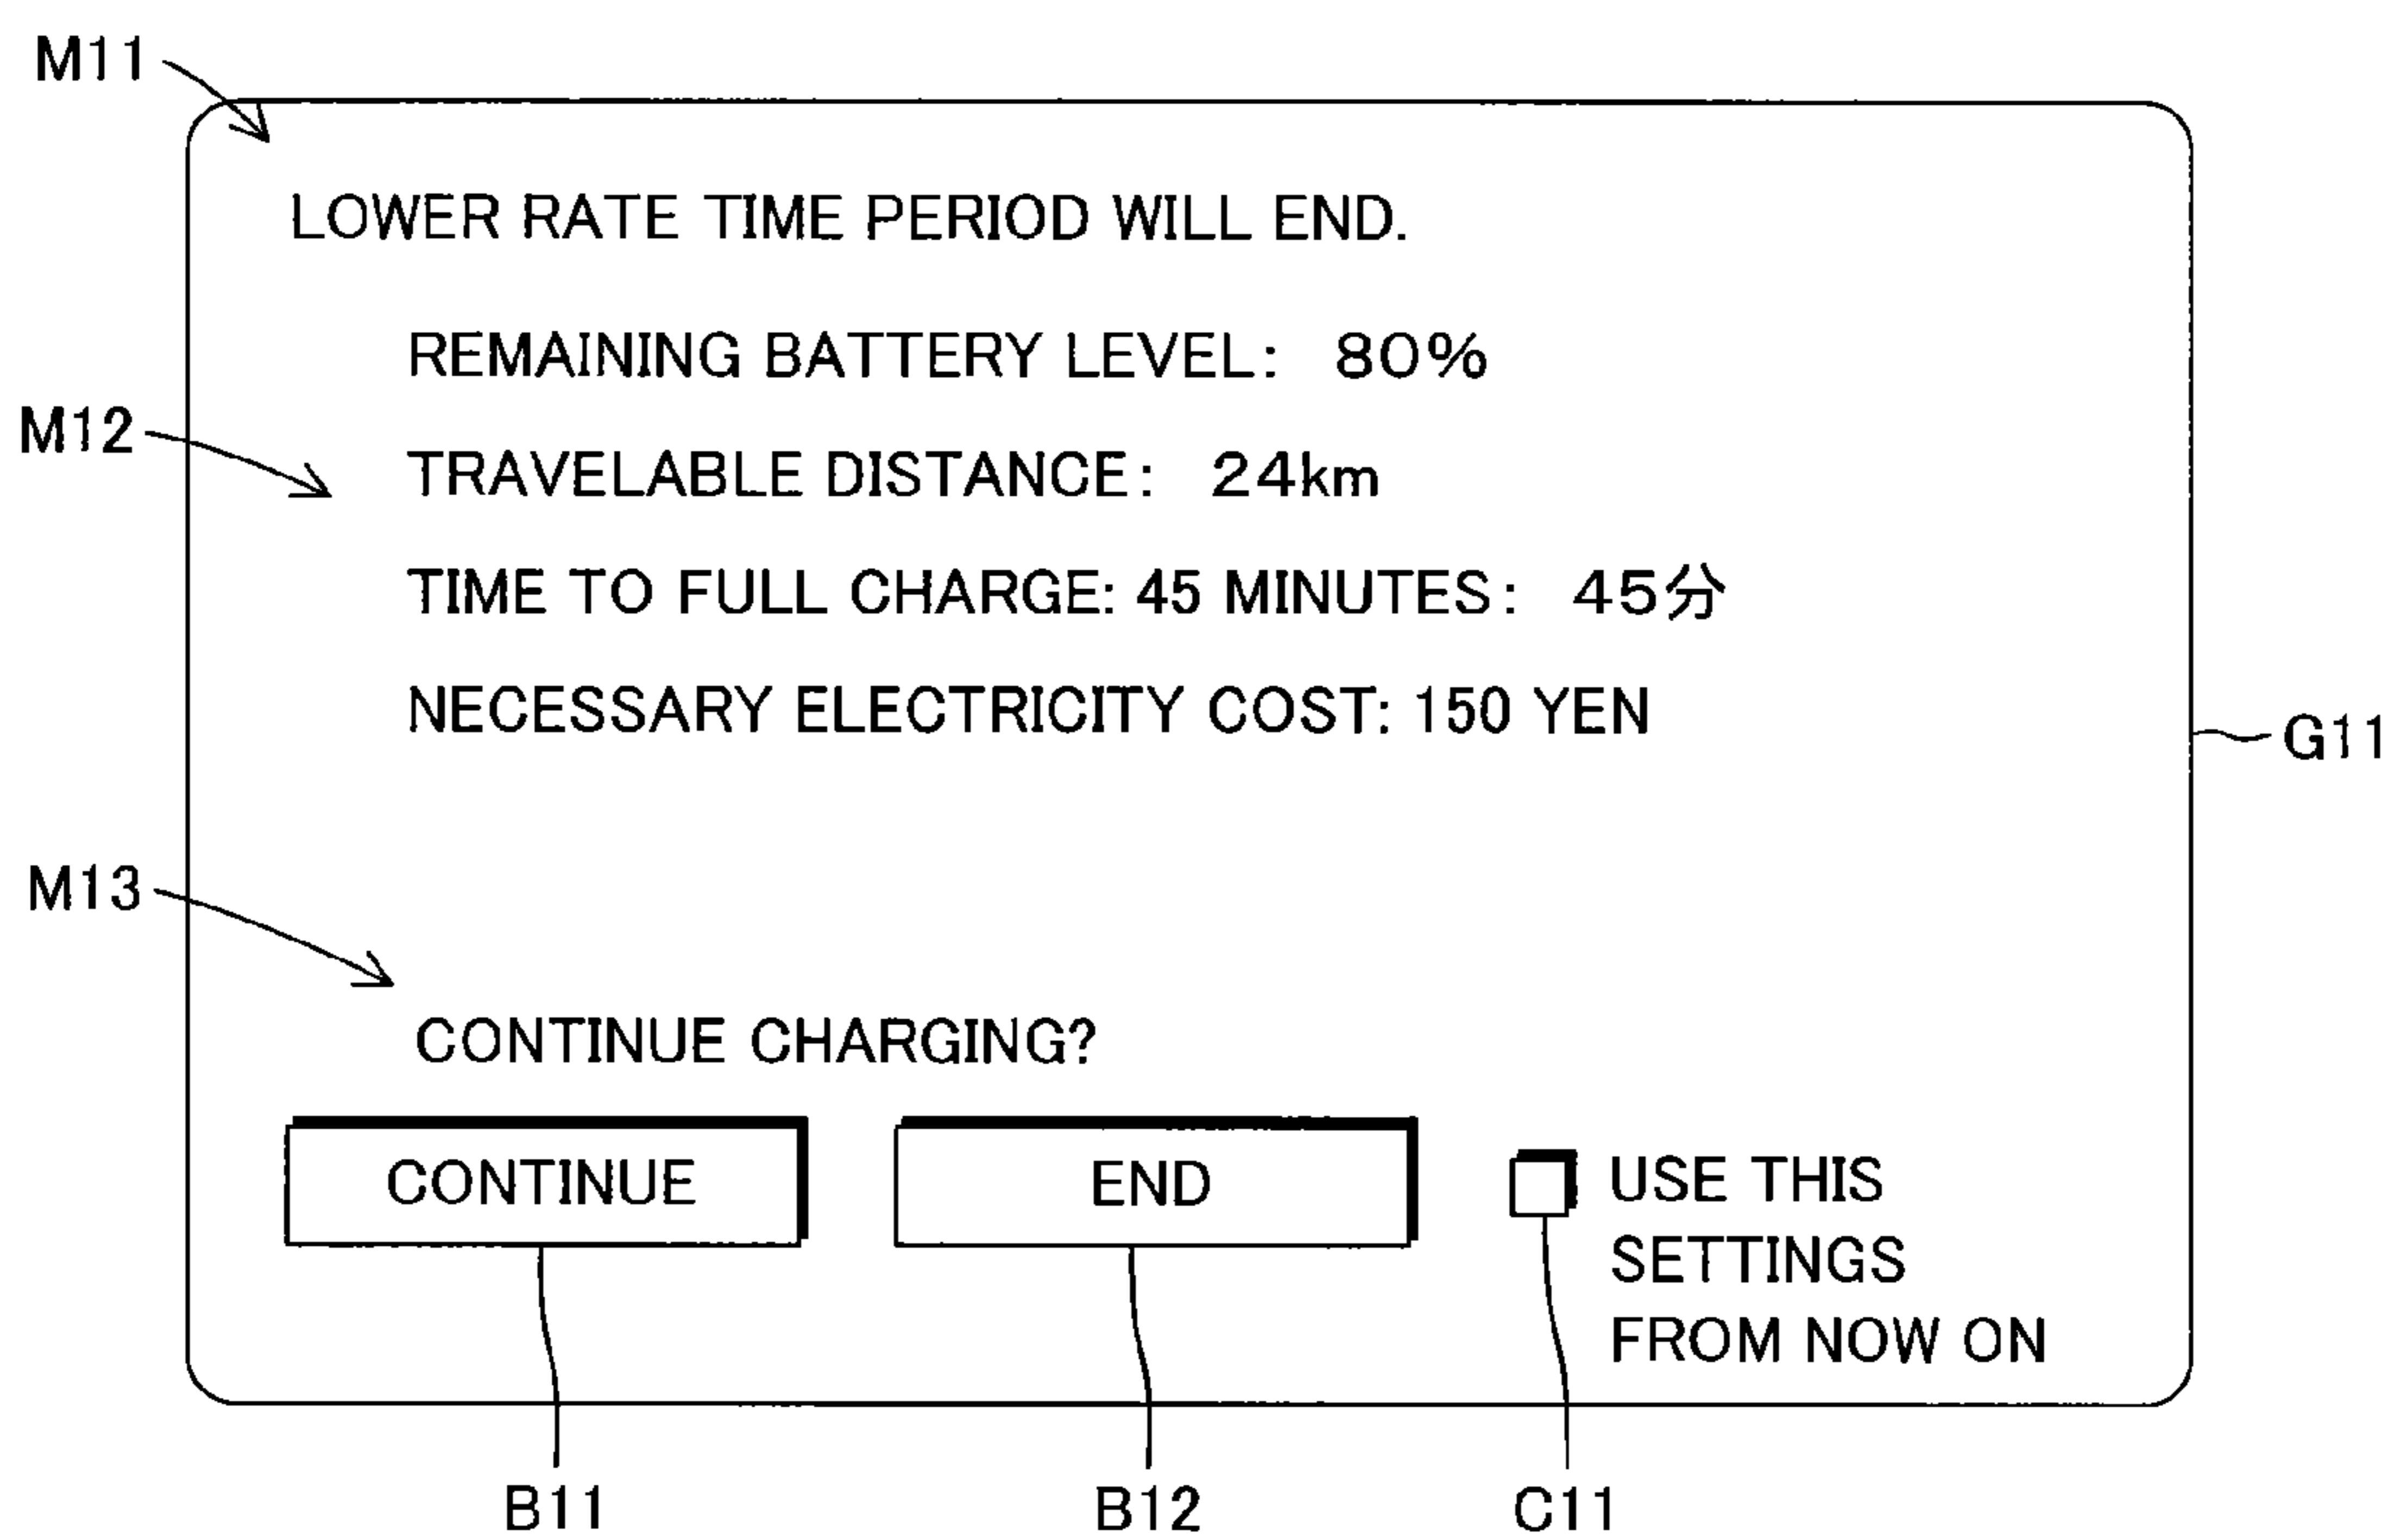 M11
LOWER RATE TIME PERIOD WILL END.
REMAINING BATTERY LEVEL: 80%
M12
TRAVELABLE DISTANCE: 24km
TIME TO FULL CHARGE: 45 MINUTES: 45分
NECESSARY ELECTRICITY COST: 150 YEN
G11
M13
CONTINUE CHARGING?
CONTINUE
END
USE THIS
SETTINGS
FROM NOW ON
B11
B12
C11